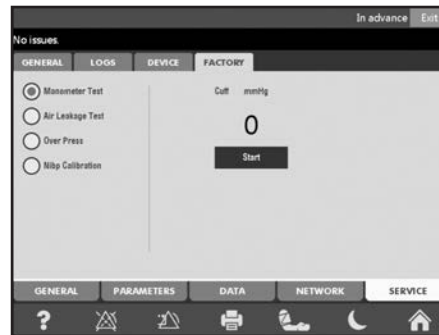 In advance Exit
No issues.
GENERAL LOGS DEVICE FACTORY
Monometer Test
Air Leakage Test
Over Press
Nibp Calibration
Cuff mmHg
0
Start
GENERAL PARAMETERS DATA NETWORK SERVICE
?